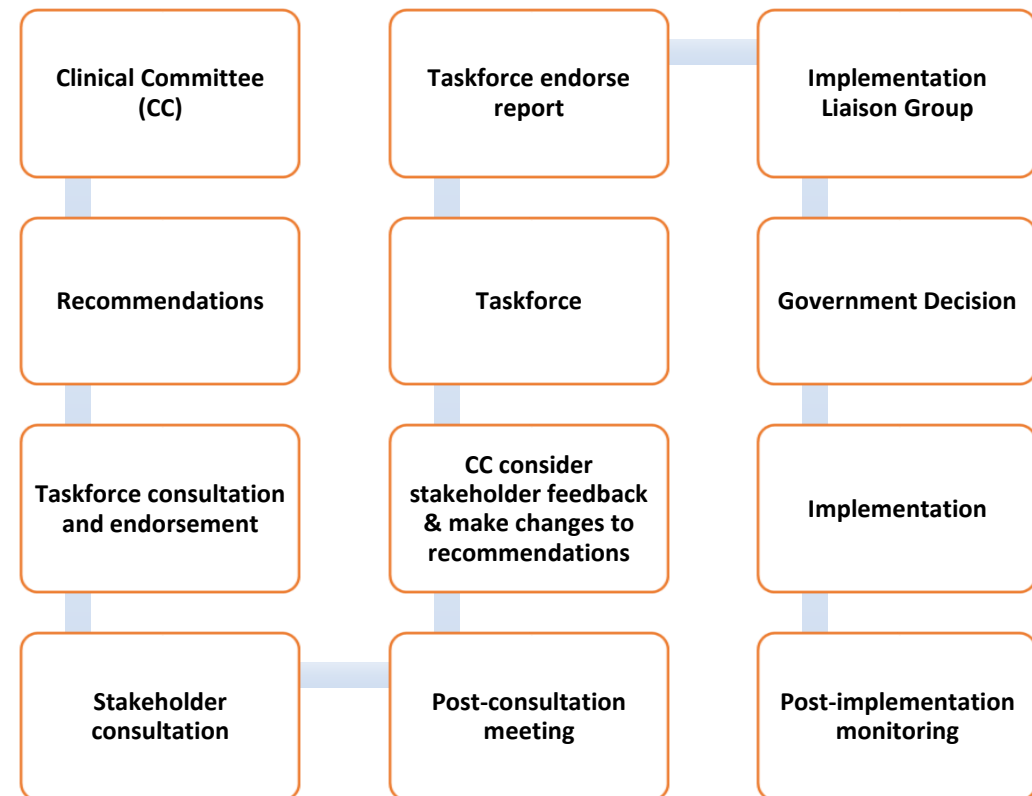 Clinical Committee
(CC)
Recommendations
Taskforce consultation
and endorsement
Stakeholder
consultation
Post-consultation
meeting
CC consider
stakeholder feedback
& make changes to
recommendations
Taskforce
Taskforce endorse
report
Implementation
Liaison Group
Government Decision
Implementation
Post-implementation
monitoring